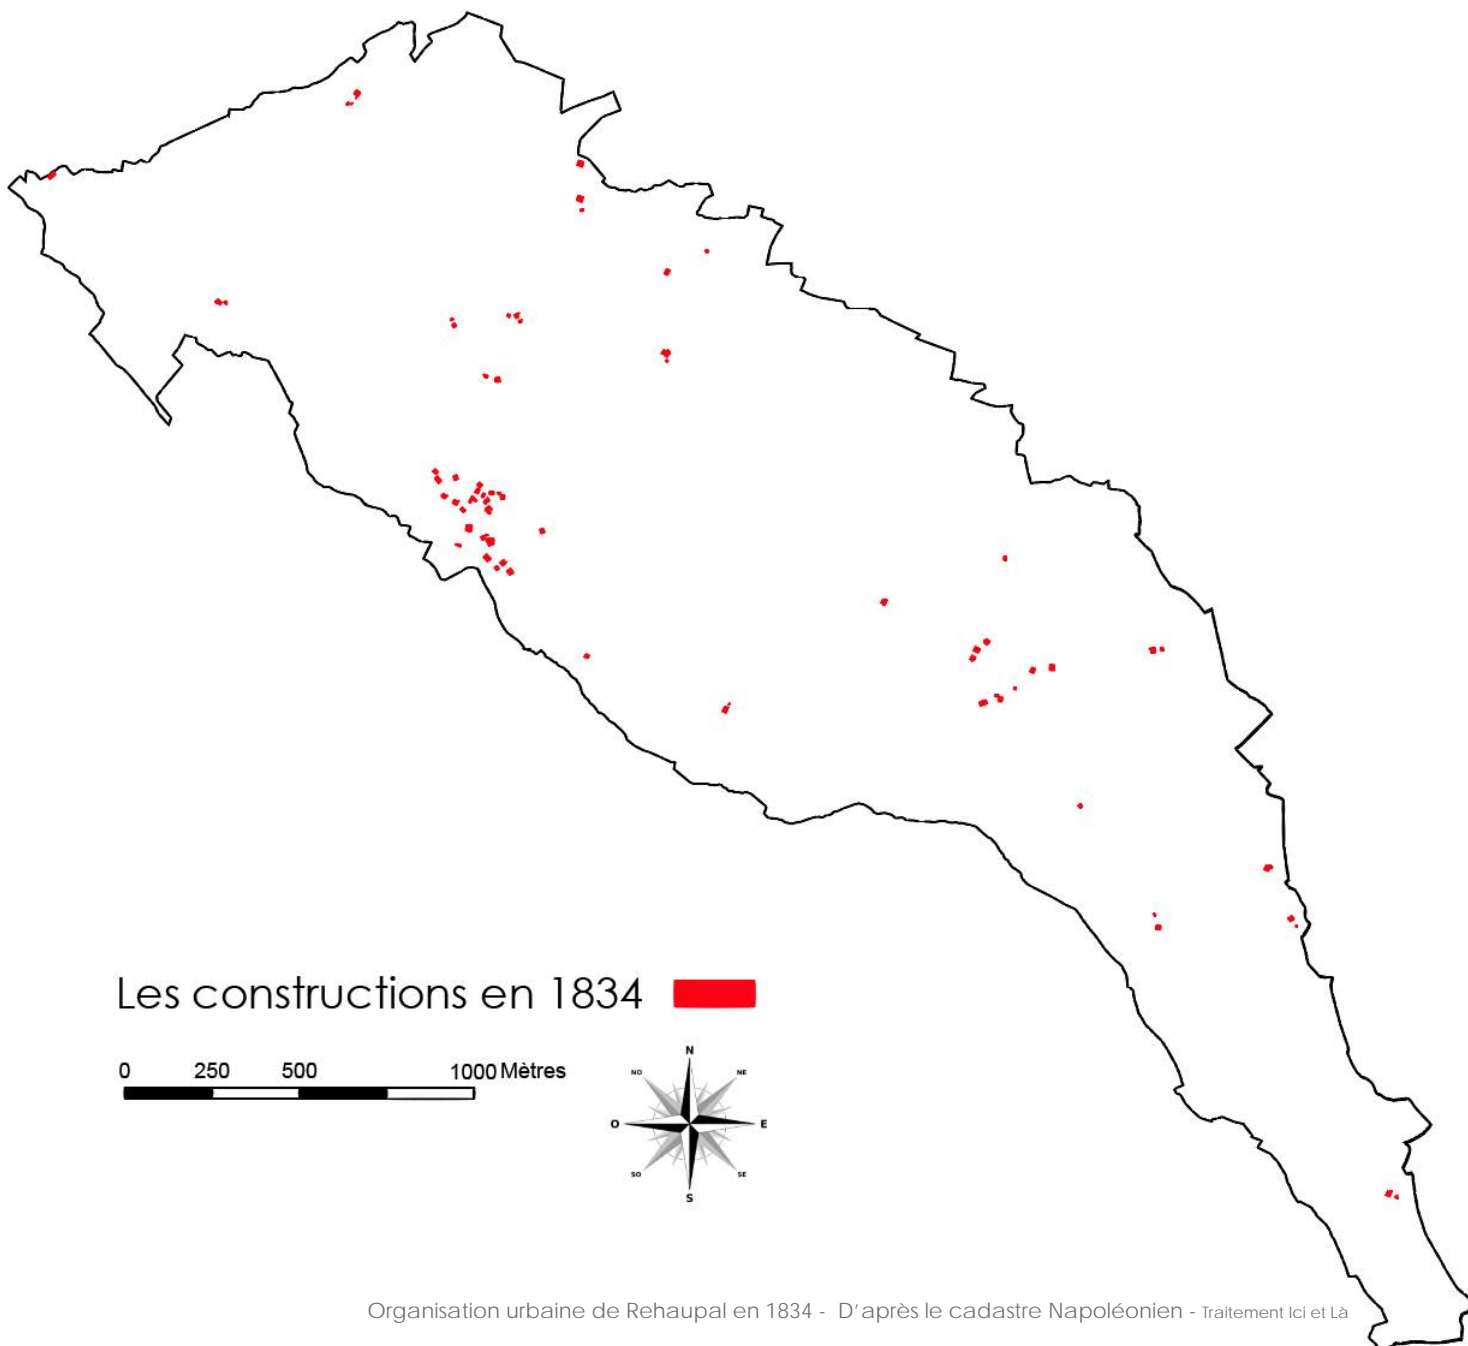 Les constructions en 1834
0 250 500 1000 Mètres
N
NO NE
O E
SO SE
S
Organisation urbaine de Rehaupal en 1834 - D'après le cadastre Napoléonien - Traitement Ici et Là